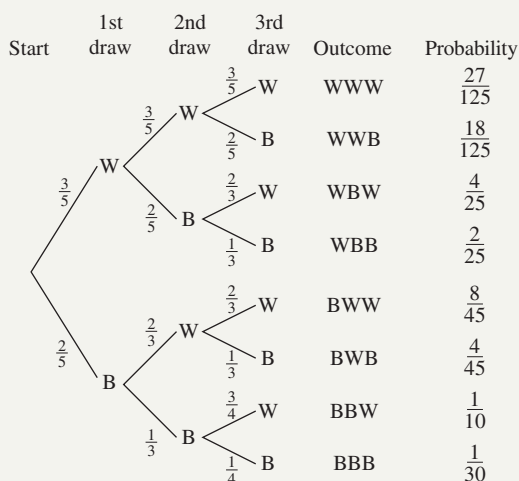 1st 2nd 3rd
Start draw draw draw Outcome Probability
3/5 W WWW 27/125
3/5 W
2/5 B WWB 18/125
3/5 W
2/3 W WBW 4/25
2/5 B
1/3 B WBB 2/25
2/3 W BWW 8/45
2/3 W
1/3 B BWB 4/45
2/5 B
3/4 W BBW 1/10
1/3 B
1/4 B BBB 1/30